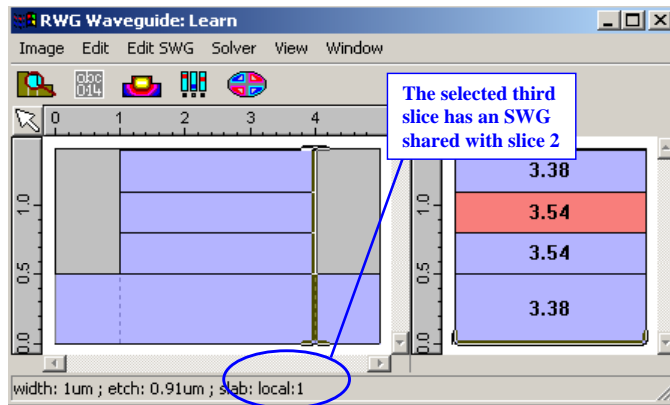 RWG Waveguide: Learn
Image Edit Edit SWG Solver View Window
abc
014
The selected third
slice has an SWG
shared with slice 2
0 1 2 3 4
0.0 0.5 1.0
0.0 0.5 1.0
3.38
3.54
3.54
3.38
width: 1um ; etch: 0.91um ; slab: local:1